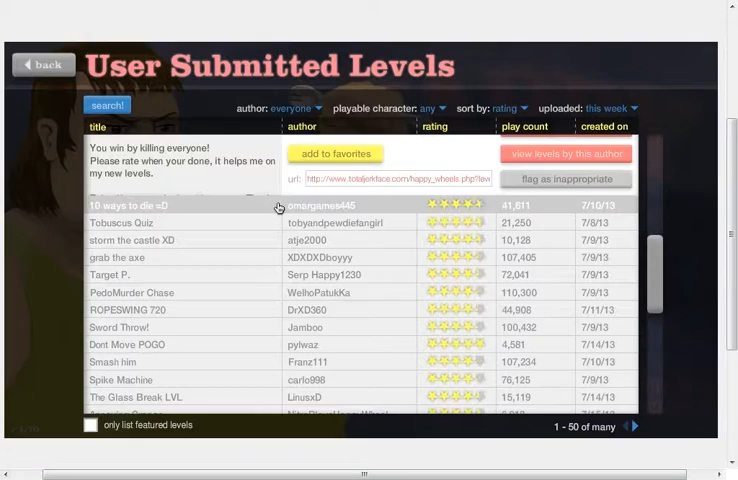 back
User Submitted Levels
search!
author: everyone playable character: any sort by: rating uploaded: this week
title author rating play count created on
You win by killing everyone!
Please rate when your done, it helps me on
my new levels.
add to favorites
view levels by this author
url: http://www.totaljerkface.com/happy_wheels.php?lev
flag as inappropriate
10 ways to die =D omargames445 41,611 7/10/13
Tobuscus Quiz tobyandpewdiefangirl 21,250 7/8/13
storm the castle XD atje2000 10,128 7/9/13
grab the axe XDXDXDboyyy 107,405 7/9/13
Target P. Serp Happy1230 72,041 7/9/13
PedoMurder Chase WelhoPatukKa 110,300 7/9/13
ROPESWING 720 DrXD360 44,908 7/11/13
Sword Throw! Jamboo 100,432 7/9/13
Dont Move POGO pylwaz 4,581 7/14/13
Smash him Franz111 107,234 7/10/13
Spike Machine carlo998 76,125 7/9/13
The Glass Break LVL LinusxD 15,119 7/14/13
only list featured levels
1 - 50 of many